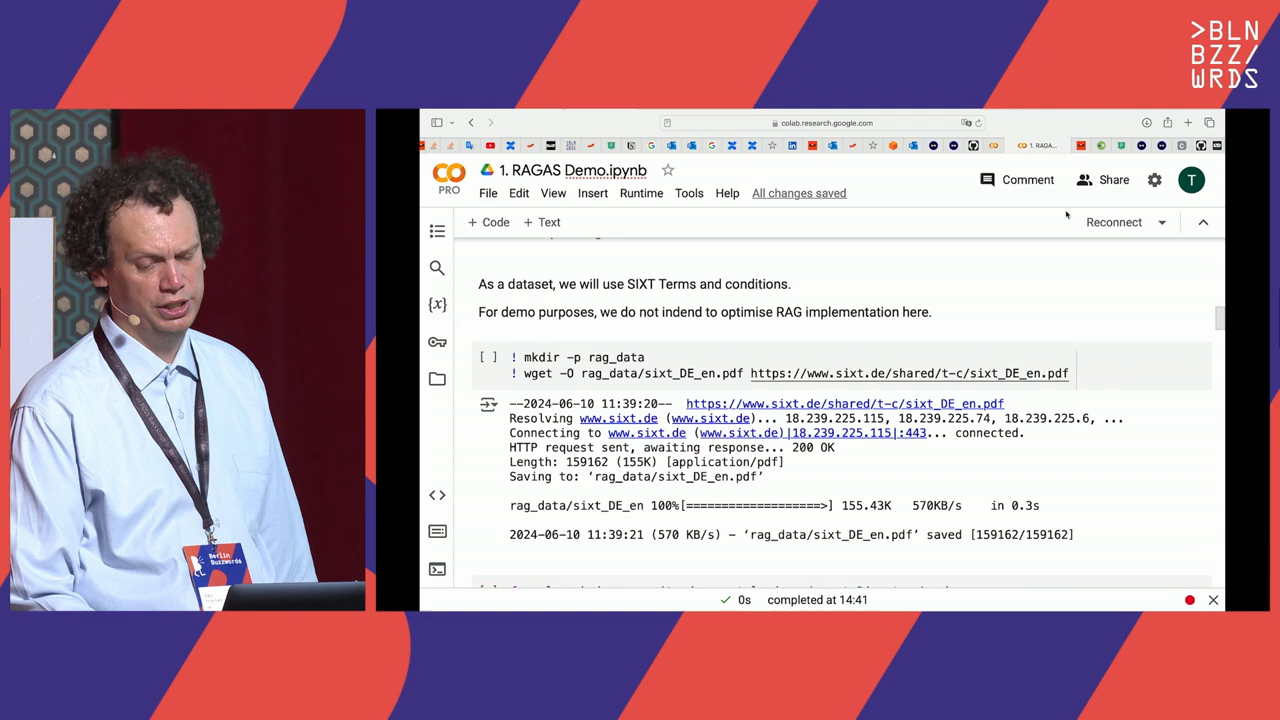 >BLN
BZZ/
WRDS
colab.research.google.com
1. RAGA...
CO
PRO
1. RAGAS Demo.ipynb
Comment
Share
T
File Edit View Insert Runtime Tools Help All changes saved
+ Code + Text
Reconnect
As a dataset, we will use SIXT Terms and conditions.
For demo purposes, we do not indend to optimise RAG implementation here.
[ ] ! mkdir -p rag_data
! wget -O rag_data/sixt_DE_en.pdf https://www.sixt.de/shared/t-c/sixt_DE_en.pdf
--2024-06-10 11:39:20-- https://www.sixt.de/shared/t-c/sixt_DE_en.pdf
Resolving www.sixt.de (www.sixt.de)... 18.239.225.115, 18.239.225.74, 18.239.225.6, ...
Connecting to www.sixt.de (www.sixt.de)|18.239.225.115|:443... connected.
HTTP request sent, awaiting response... 200 OK
Length: 159162 (155K) [application/pdf]
Saving to: ‘rag_data/sixt_DE_en.pdf’
rag_data/sixt_DE_en 100%[===================>] 155.43K 570KB/s in 0.3s
2024-06-10 11:39:21 (570 KB/s) – ‘rag_data/sixt_DE_en.pdf’ saved [159162/159162]
0s completed at 14:41
Berlin
Buzzwords